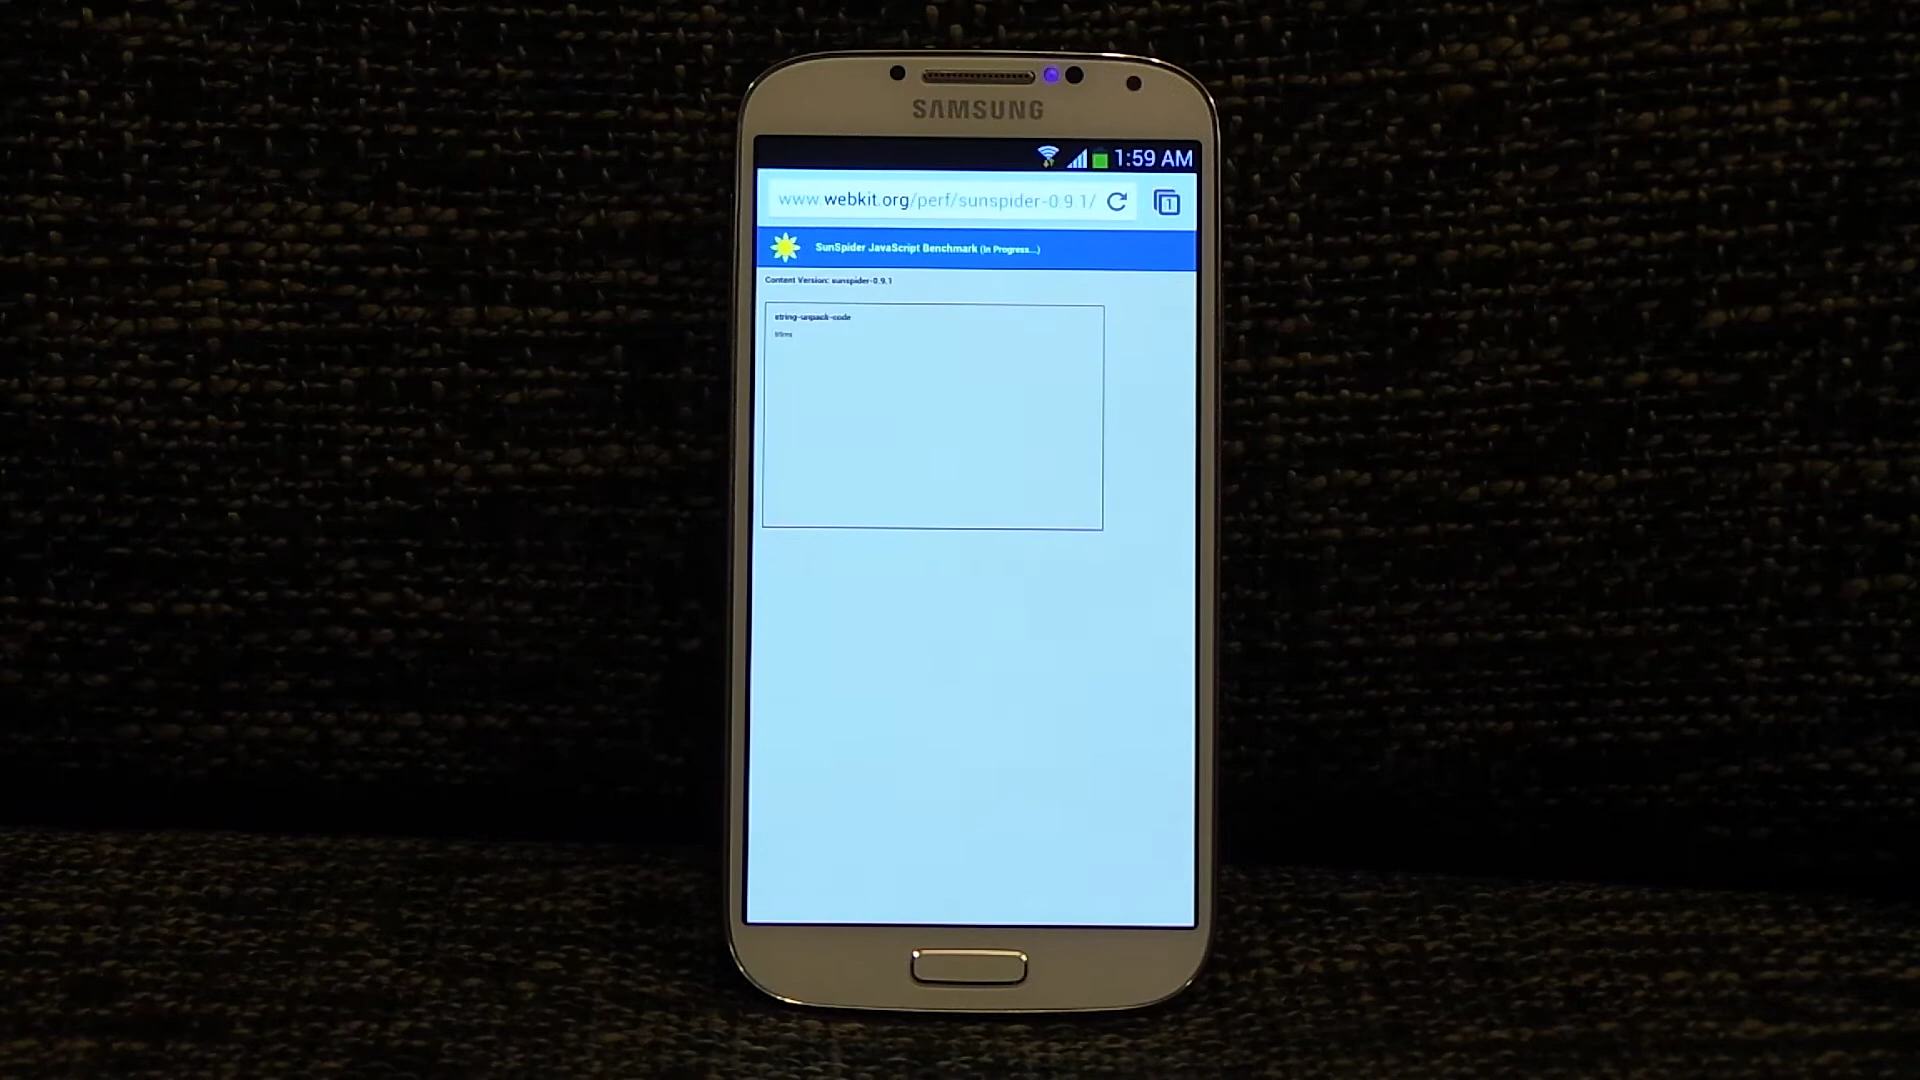 SAMSUNG
1:59 AM
www.webkit.org/perf/sunspider-0.9.1/
1
SunSpider JavaScript Benchmark (In Progress...)
Content Version: sunspider-0.9.1
string-unpack-code